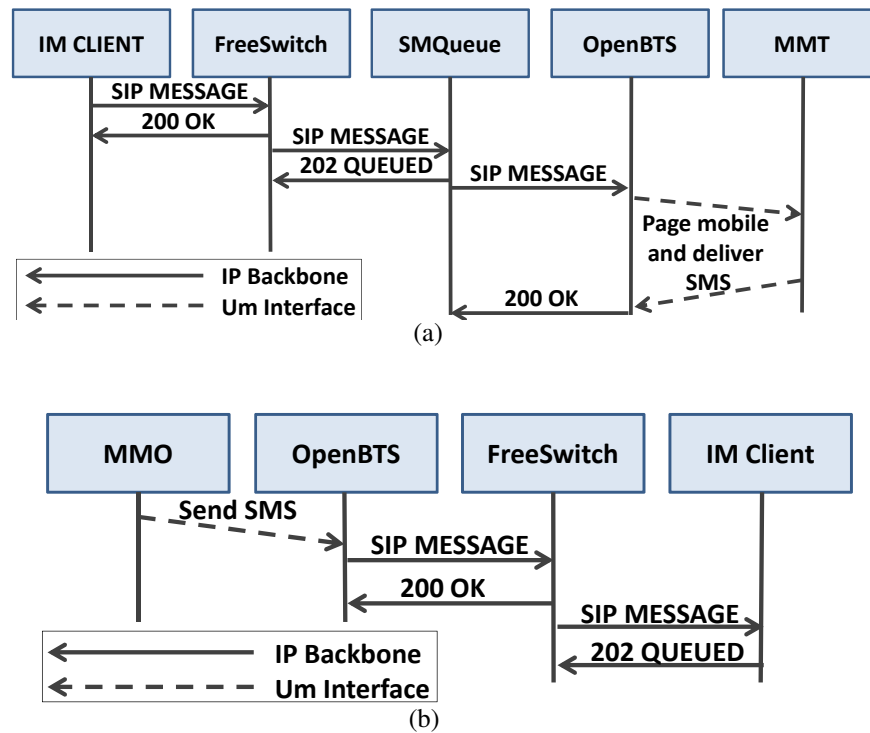 IM CLIENT
FreeSwitch
SMQueue
OpenBTS
MMT
SIP MESSAGE
200 OK
SIP MESSAGE
202 QUEUED
SIP MESSAGE
Page mobile
and deliver
SMS
IP Backbone
Um Interface
200 OK
(a)
MMO
OpenBTS
FreeSwitch
IM Client
Send SMS
SIP MESSAGE
200 OK
SIP MESSAGE
202 QUEUED
IP Backbone
Um Interface
(b)